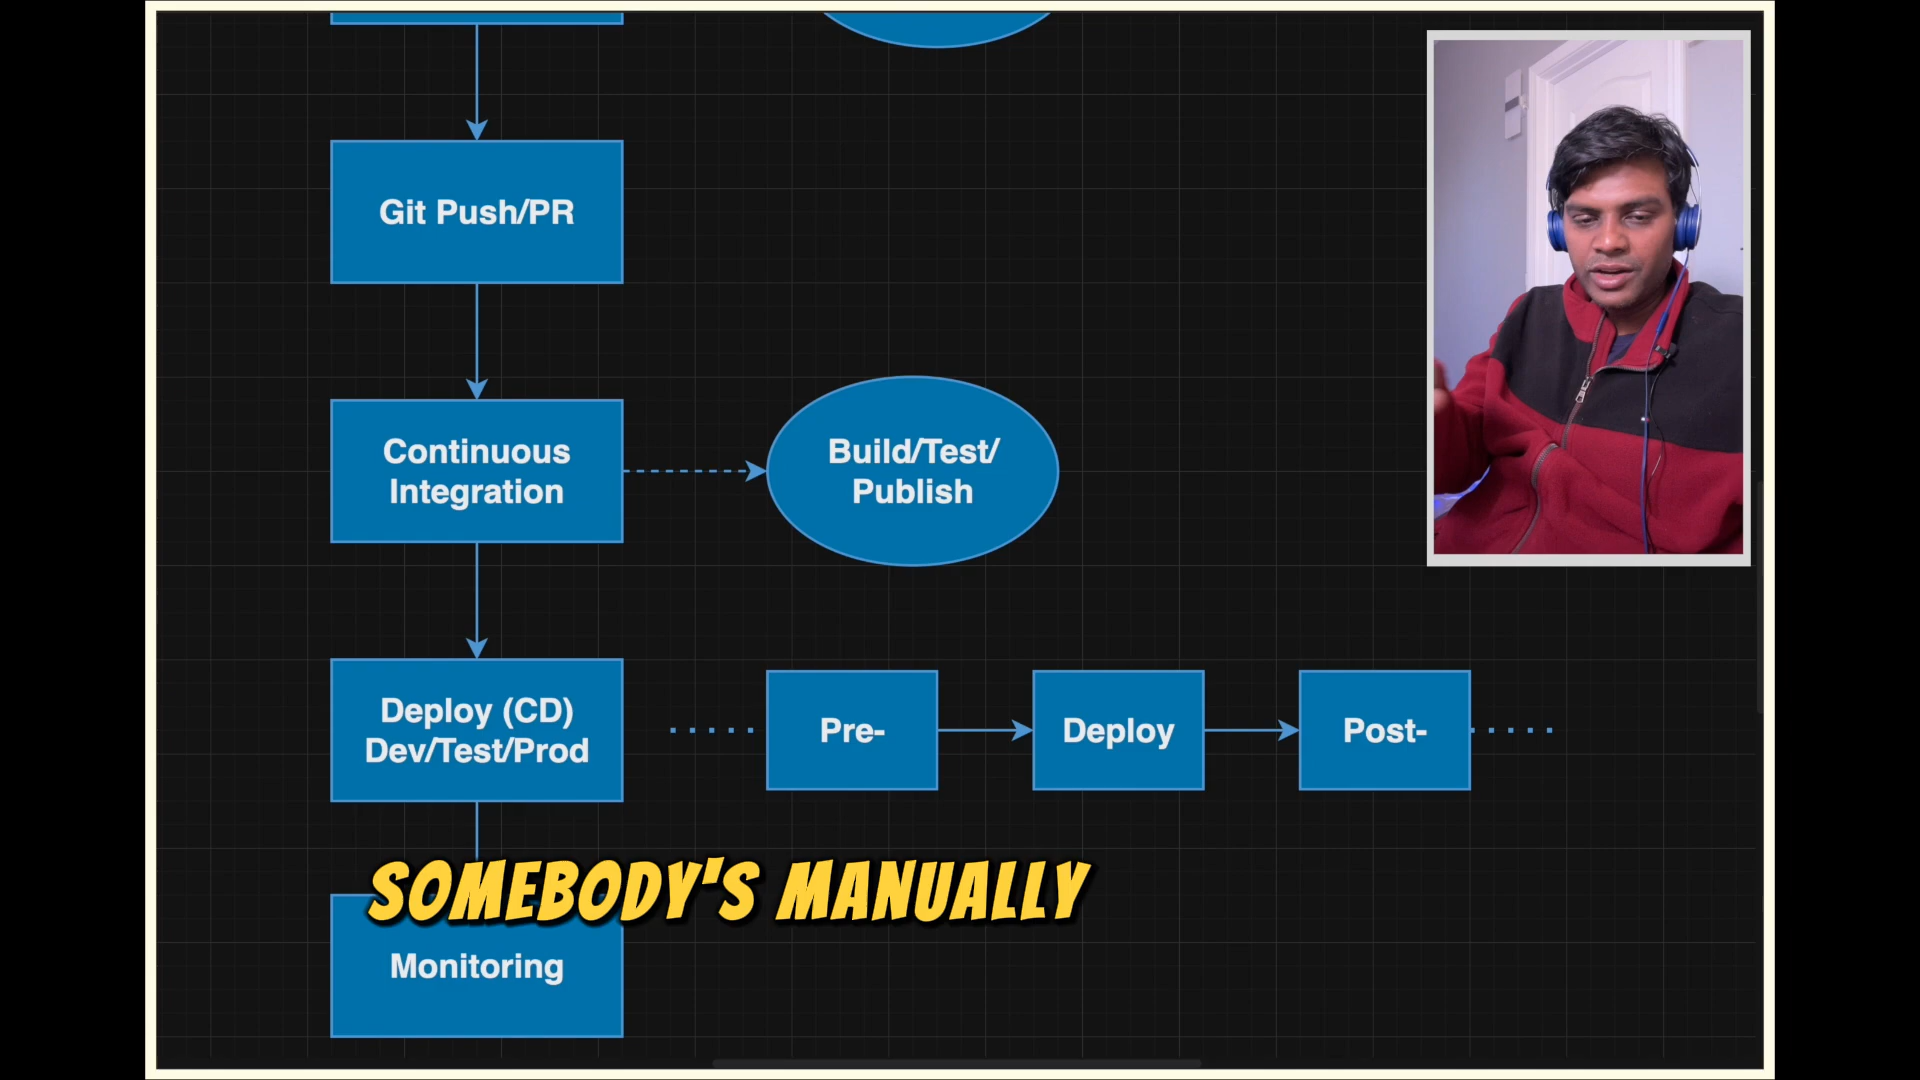 Git Push/PR
Continuous
Integration
Build/Test/
Publish
Deploy (CD)
Dev/Test/Prod
Pre-
Deploy
Post-
SOMEBODY'S MANUALLY
Monitoring